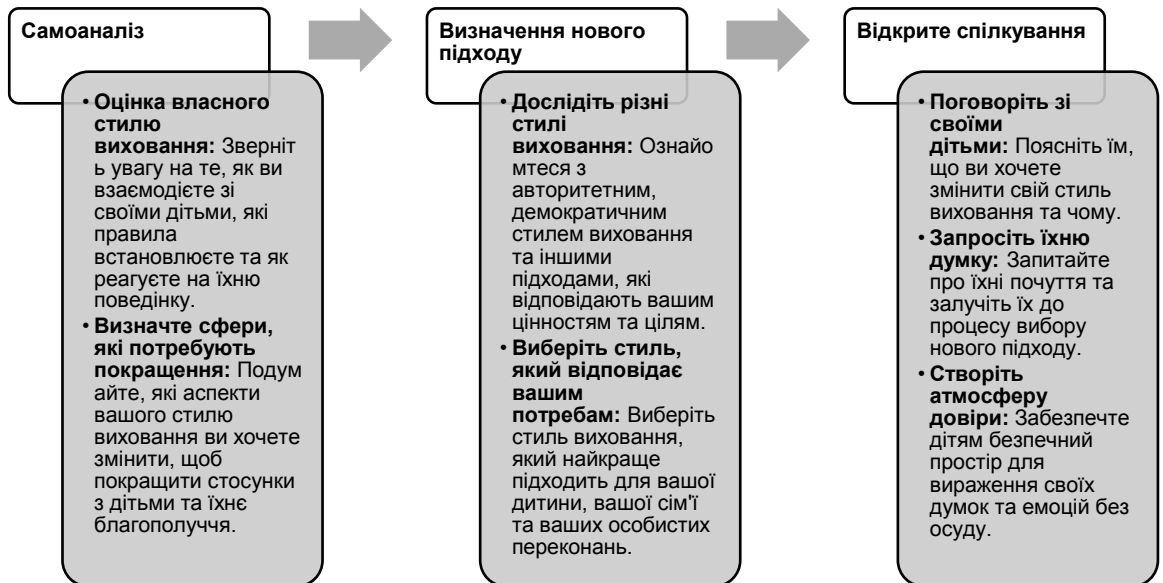 Самоаналіз
• Оцінка власного
стилю
виховання: Зверніт
ь увагу на те, як ви
взаємодієте зі
своїми дітьми, які
правила
встановлюєте та як
реагуєте на їхню
поведінку.
• Визначте сфери,
які потребують
покращення: Подум
айте, які аспекти
вашого стилю
виховання ви хочете
змінити, щоб
покращити стосунки
з дітьми та їхнє
благополуччя.
Визначення нового
підходу
• Дослідіть різні
стилі
виховання: Ознайо
мтеся з
авторитетним,
демократичним
стилем виховання
та іншими
підходами, які
відповідають вашим
цінностям та цілям.
• Виберіть стиль,
який відповідає
вашим
потребам: Виберіть
стиль виховання,
який найкраще
підходить для вашої
дитини, вашої сім'ї
та ваших особистих
переконань.
Відкрите спілкування
• Поговоріть зі
своїми
дітьми: Поясніть їм,
що ви хочете
змінити свій стиль
виховання та чому.
• Запросіть їхню
думку: Запитайте
про їхні почуття та
залучіть їх до
процесу вибору
нового підходу.
• Створіть
атмосферу
довіри: Забезпечте
дітям безпечний
простір для
вираження своїх
думок та емоцій без
осуду.